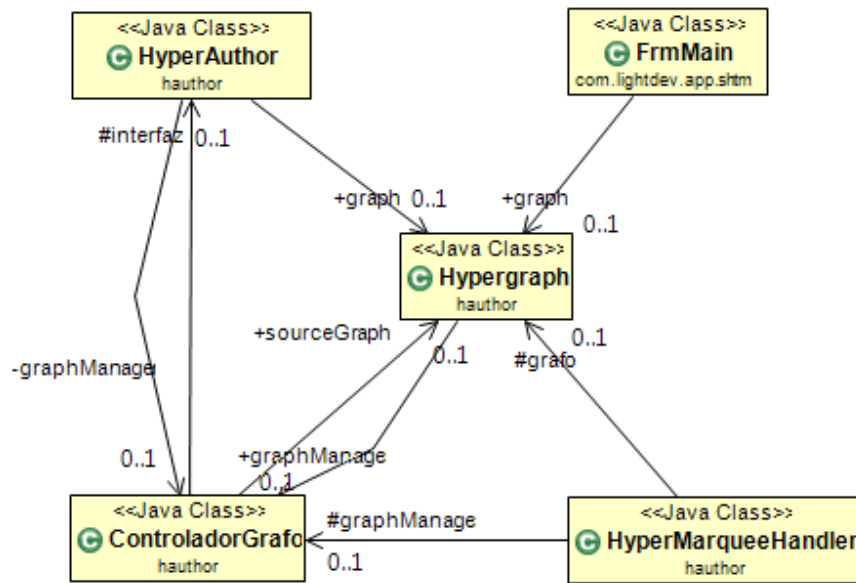 <<Java Class>>
HyperAuthor
hauthor
<<Java Class>>
FrmMain
com.lightdev.app.shtm
#interfaz
0..1
+graph
0..1
+graph
0..1
<<Java Class>>
Hypergraph
hauthor
+sourceGraph
0..1
0..1
#grafo
-graphManage
0..1
+graphManage
0..1
<<Java Class>>
ControladorGrafo
hauthor
#graphManage
0..1
<<Java Class>>
HyperMarqueeHandler
hauthor